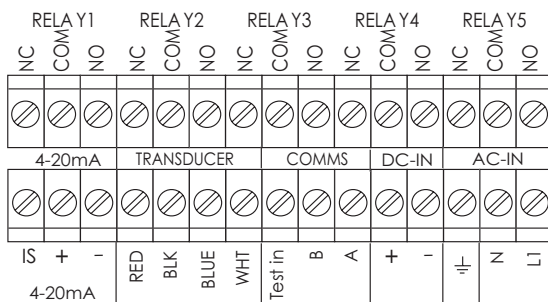 RELAY1 RELAY2 RELAY3 RELAY4 RELAY5
NC COM NO NC COM NO NC COM NO NC COM NO NC COM NO
4-20mA TRANSDUCER COMMS DC-IN AC-IN
IS + - RED BLK BLUE WHT Test in B A + - N L1
4-20mA